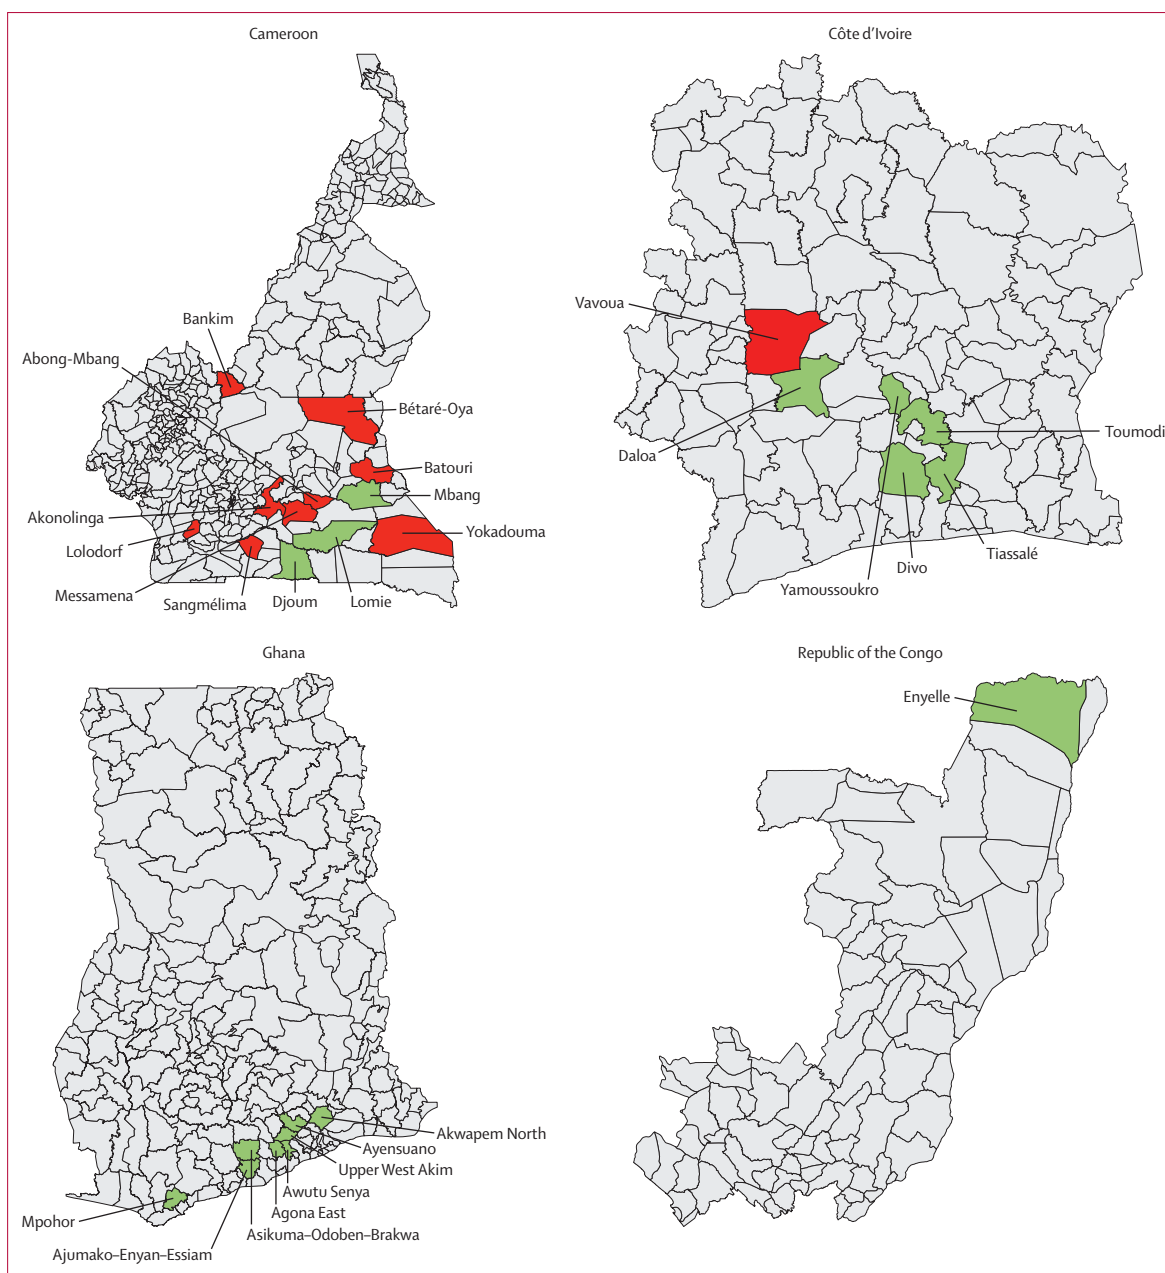 Cameroon
Bankim
Abong-Mbang
Bétaré-Oya
Batouri
Mbang
Akonolinga
Yokadouma
Lolodorf
Messamena
Sangmélima
Djoum
Lomie
Côte d'Ivoire
Vavoua
Toumodi
Daloa
Tiassalé
Divo
Yamoussoukro
Ghana
Akwapem North
Ayensuano
Upper West Akim
Awutu Senya
Agona East
Mpohor
Asikuma–Odoben–Brakwa
Ajumako–Enyan–Essiam
Republic of the Congo
Enyelle